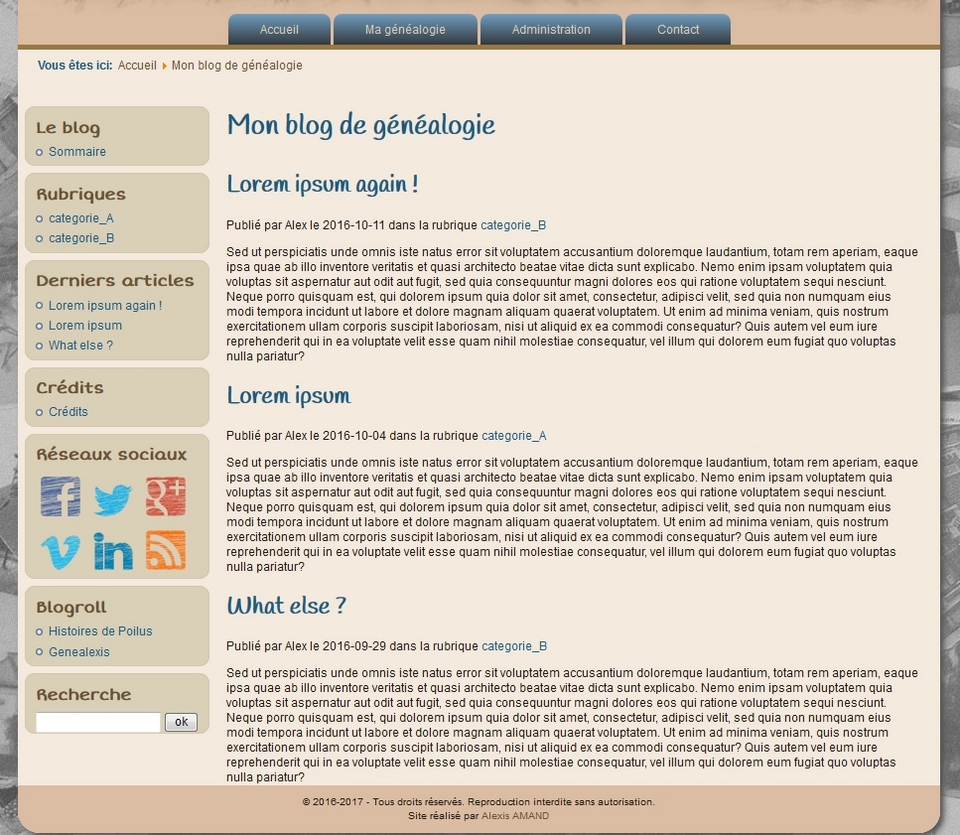 Accueil
Ma généalogie
Administration
Contact
Vous êtes ici: Accueil Mon blog de généalogie
Le blog
Sommaire
Rubriques
categorie_A
categorie_B
Derniers articles
Lorem ipsum again !
Lorem ipsum
What else ?
Crédits
Crédits
Réseaux sociaux
f
g+
v
in
Blogroll
Histoires de Poilus
Genealexis
Recherche
ok
Mon blog de généalogie
Lorem ipsum again !
Publié par Alex le 2016-10-11 dans la rubrique categorie_B
Sed ut perspiciatis unde omnis iste natus error sit voluptatem accusantium doloremque laudantium, totam rem aperiam, eaque
ipsa quae ab illo inventore veritatis et quasi architecto beatae vitae dicta sunt explicabo. Nemo enim ipsam voluptatem quia
voluptas sit aspernatur aut odit aut fugit, sed quia consequuntur magni dolores eos qui ratione voluptatem sequi nesciunt.
Neque porro quisquam est, qui dolorem ipsum quia dolor sit amet, consectetur, adipisci velit, sed quia non numquam eius
modi tempora incidunt ut labore et dolore magnam aliquam quaerat voluptatem. Ut enim ad minima veniam, quis nostrum
exercitationem ullam corporis suscipit laboriosam, nisi ut aliquid ex ea commodi consequatur? Quis autem vel eum iure
reprehenderit qui in ea voluptate velit esse quam nihil molestiae consequatur, vel illum qui dolorem eum fugiat quo voluptas
nulla pariatur?
Lorem ipsum
Publié par Alex le 2016-10-04 dans la rubrique categorie_A
Sed ut perspiciatis unde omnis iste natus error sit voluptatem accusantium doloremque laudantium, totam rem aperiam, eaque
ipsa quae ab illo inventore veritatis et quasi architecto beatae vitae dicta sunt explicabo. Nemo enim ipsam voluptatem quia
voluptas sit aspernatur aut odit aut fugit, sed quia consequuntur magni dolores eos qui ratione voluptatem sequi nesciunt.
Neque porro quisquam est, qui dolorem ipsum quia dolor sit amet, consectetur, adipisci velit, sed quia non numquam eius
modi tempora incidunt ut labore et dolore magnam aliquam quaerat voluptatem. Ut enim ad minima veniam, quis nostrum
exercitationem ullam corporis suscipit laboriosam, nisi ut aliquid ex ea commodi consequatur? Quis autem vel eum iure
reprehenderit qui in ea voluptate velit esse quam nihil molestiae consequatur, vel illum qui dolorem eum fugiat quo voluptas
nulla pariatur?
What else ?
Publié par Alex le 2016-09-29 dans la rubrique categorie_B
Sed ut perspiciatis unde omnis iste natus error sit voluptatem accusantium doloremque laudantium, totam rem aperiam, eaque
ipsa quae ab illo inventore veritatis et quasi architecto beatae vitae dicta sunt explicabo. Nemo enim ipsam voluptatem quia
voluptas sit aspernatur aut odit aut fugit, sed quia consequuntur magni dolores eos qui ratione voluptatem sequi nesciunt.
Neque porro quisquam est, qui dolorem ipsum quia dolor sit amet, consectetur, adipisci velit, sed quia non numquam eius
modi tempora incidunt ut labore et dolore magnam aliquam quaerat voluptatem. Ut enim ad minima veniam, quis nostrum
exercitationem ullam corporis suscipit laboriosam, nisi ut aliquid ex ea commodi consequatur? Quis autem vel eum iure
reprehenderit qui in ea voluptate velit esse quam nihil molestiae consequatur, vel illum qui dolorem eum fugiat quo voluptas
nulla pariatur?
© 2016-2017 - Tous droits réservés. Reproduction interdite sans autorisation.
Site réalisé par Alexis AMAND